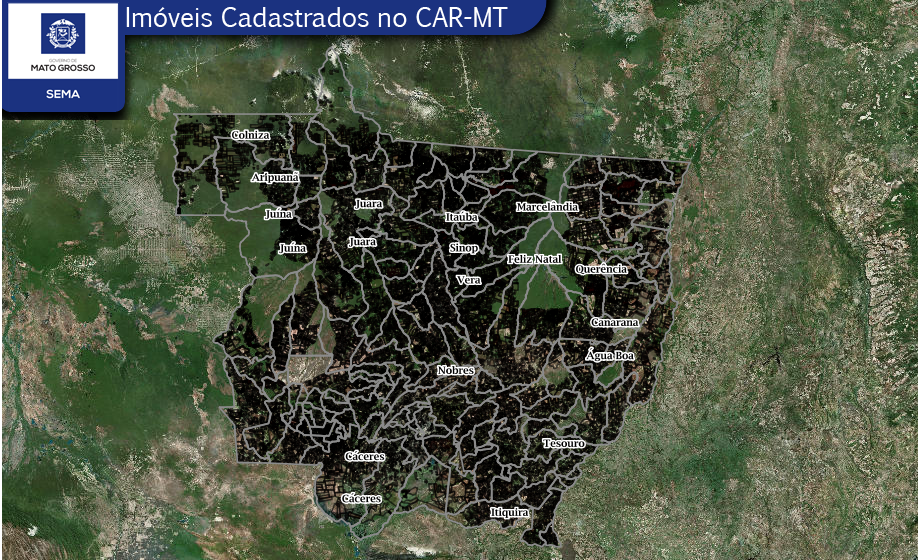 Imóveis Cadastrados no CAR-MT
GOVERNO DE
MATO GROSSO
SEMA
Colniza
Aripuanã
Juína
Juara
Itaúba
Marcelândia
Juína
Juara
Sinop
Feliz Natal
Querência
Vera
Canarana
Água Boa
Nobres
Tesouro
Cáceres
Cáceres
Itiquira